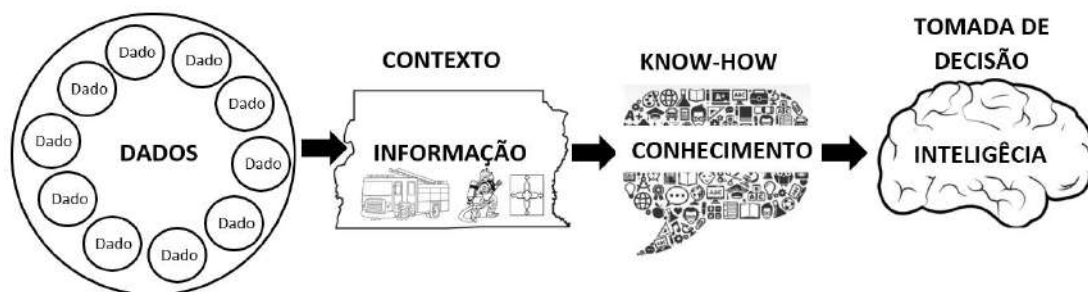 Dado
Dado
Dado
Dado
Dado
Dado
Dado
Dado
Dado
Dado
DADOS
CONTEXTO
INFORMAÇÃO
KNOW-HOW
CONHECIMENTO
TOMADA DE
DECISÃO
INTELIGÊCIA